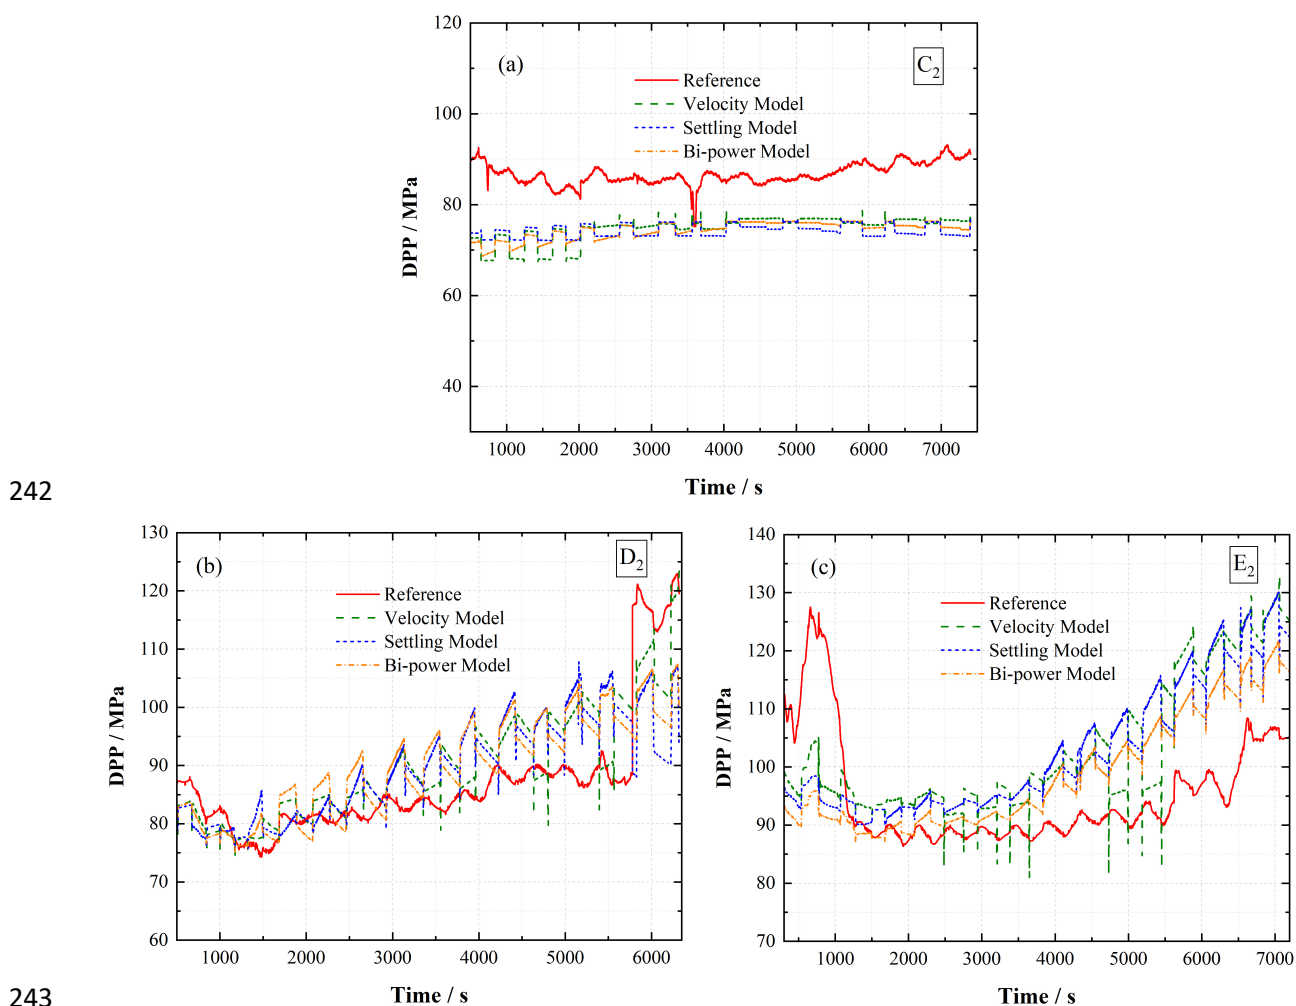 120
(a)
C2
Reference
Velocity Model
Settling Model
Bi-power Model
100
80
60
40
DPP / MPa
1000 2000 3000 4000 5000 6000 7000
Time / s
242
130
(b)
D2
Reference
Velocity Model
Settling Model
Bi-power Model
120
110
100
90
80
70
60
DPP / MPa
1000 2000 3000 4000 5000 6000
Time / s
140
(c)
E2
Reference
Velocity Model
Settling Model
Bi-power Model
130
120
110
100
90
80
70
DPP / MPa
1000 2000 3000 4000 5000 6000 7000
Time / s
243